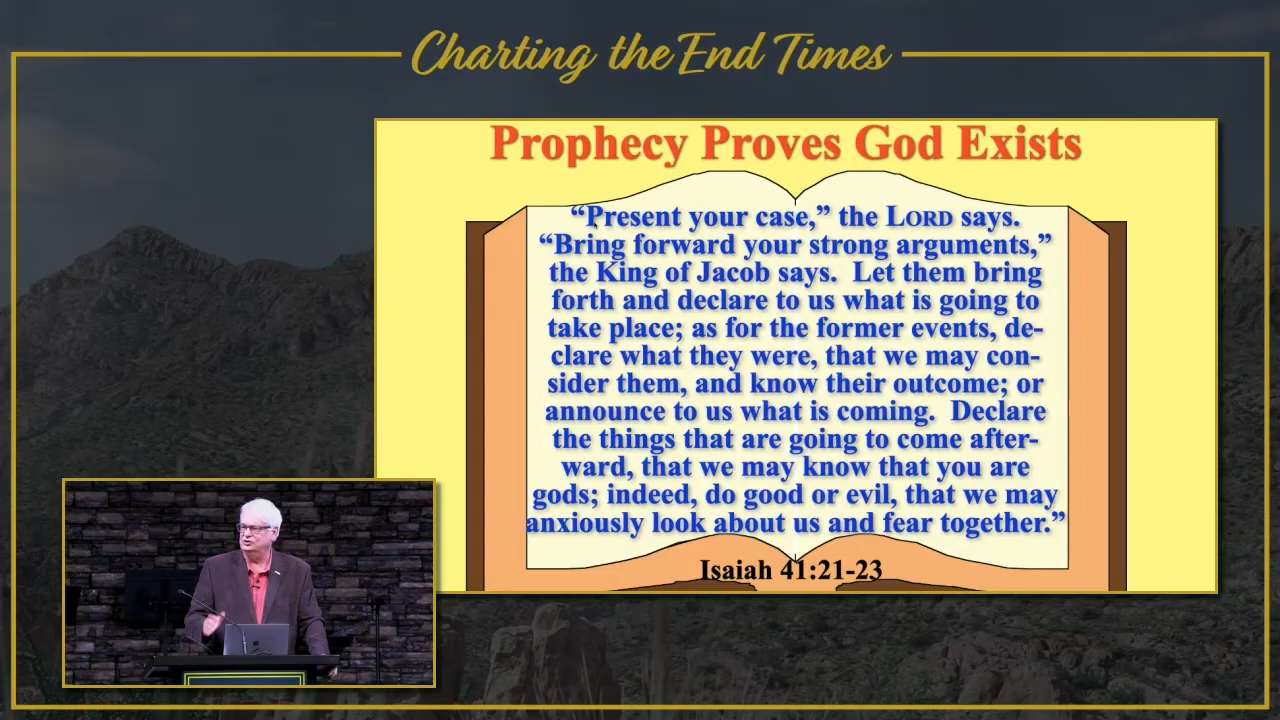 Charting the End Times
Prophecy Proves God Exists
“Present your case,” the LORD says.
“Bring forward your strong arguments,”
the King of Jacob says. Let them bring
forth and declare to us what is going to
take place; as for the former events, de-
clare what they were, that we may con-
sider them, and know their outcome; or
announce to us what is coming. Declare
the things that are going to come after-
ward, that we may know that you are
gods; indeed, do good or evil, that we may
anxiously look about us and fear together.”
Isaiah 41:21-23